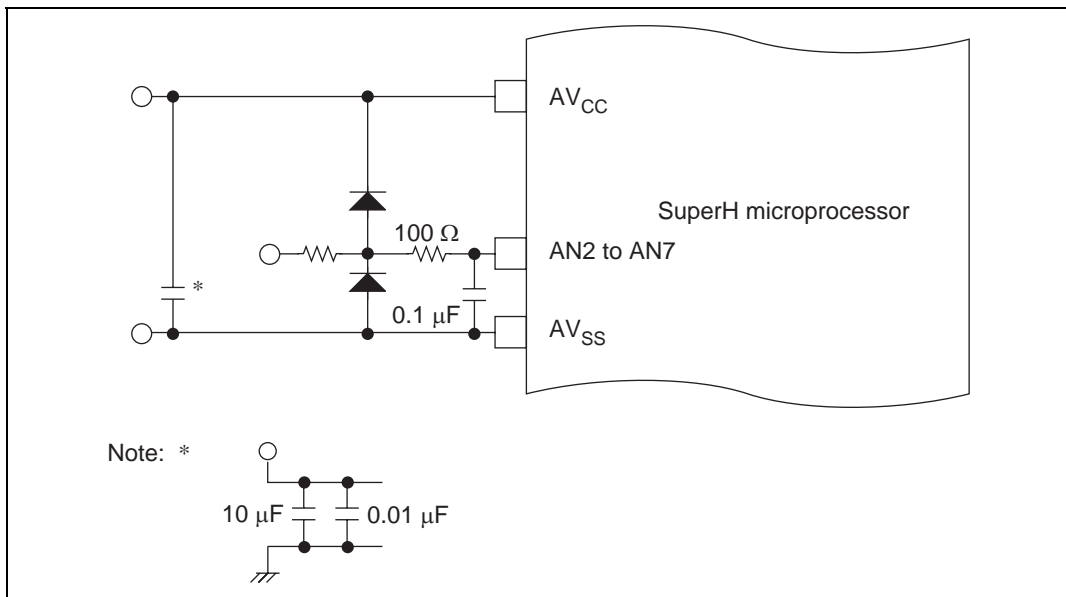 AVCC
SuperH microprocessor
100 Ω
AN2 to AN7
*
0.1 μF
AVSS
Note: *
10 μF
0.01 μF